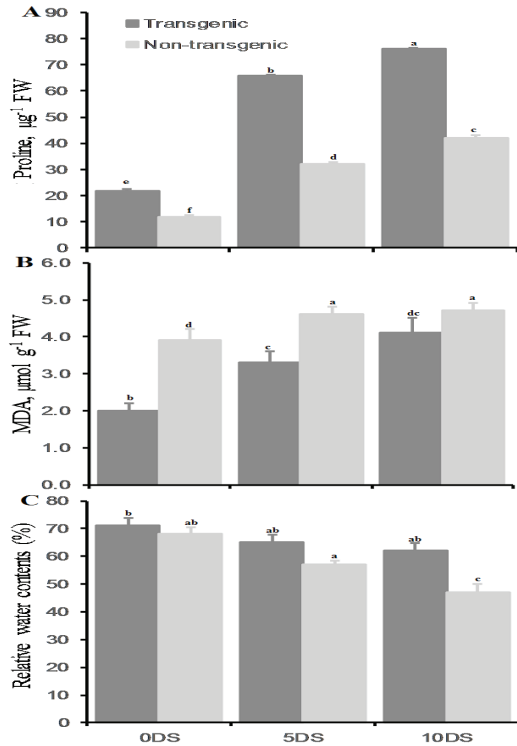 A
90
80
70
60
50
40
30
20
10
0
Proline, µg⁻¹ FW
Transgenic
Non-transgenic
e
f
b
d
a
c
B
6.0
5.0
4.0
3.0
2.0
1.0
0.0
MDA, µmol g⁻¹ FW
b
d
c
a
dc
a
C
80
70
60
50
40
30
20
10
0
Relative water contents (%)
b
ab
ab
a
ab
c
0DS
5DS
10DS